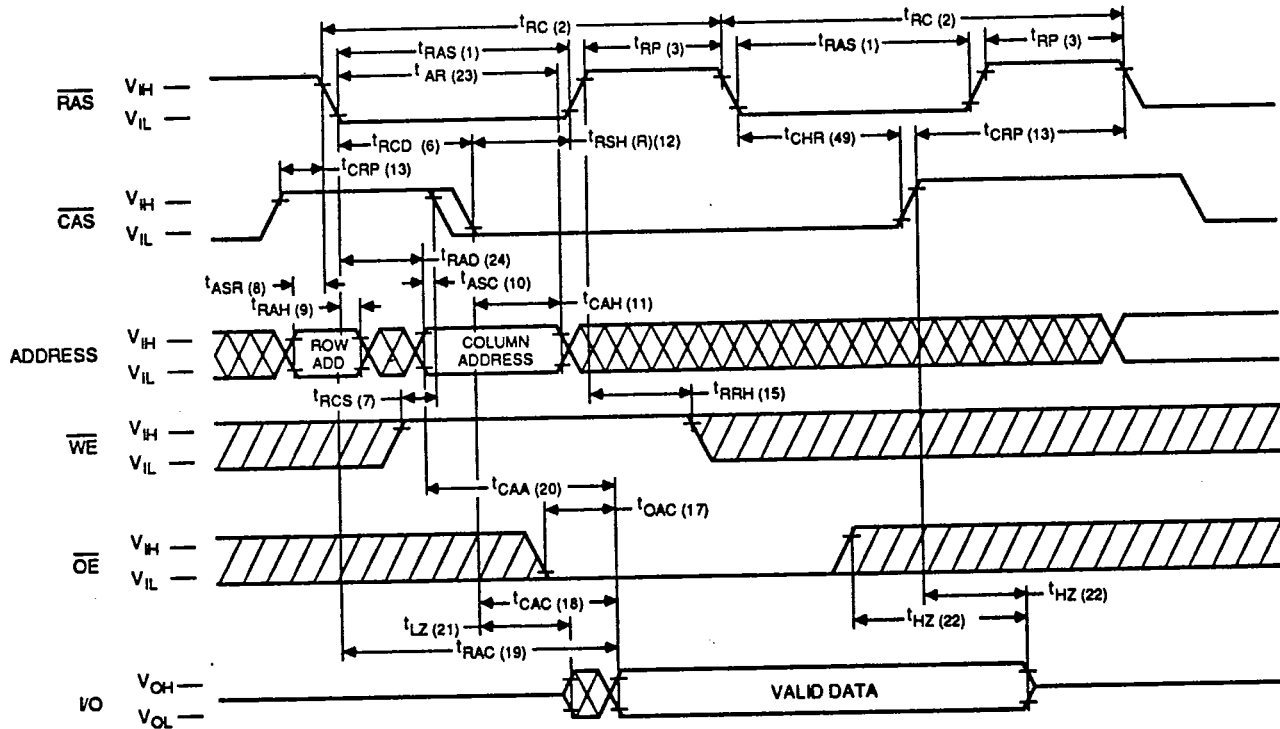 tRC (2) tRC (2)
tRAS (1) tRP (3) tRAS (1) tRP (3)
t AR (23)
RAS VIH
VIL
tRCD (6) tRSH (R)(12) tCHR (49) tCRP (13)
tCRP (13)
CAS VIH
VIL
tRAD (24)
tASR (8) tASC (10)
tRAH (9) tCAH (11)
ADDRESS VIH ROW ADD COLUMN ADDRESS
VIL
tRCS (7) tRRH (15)
WE VIH
VIL
tCAA (20)
tOAC (17)
OE VIH
VIL
tCAC (18) tHZ (22)
tLZ (21) tHZ (22)
tRAC (19)
I/O VOH VALID DATA
VOL